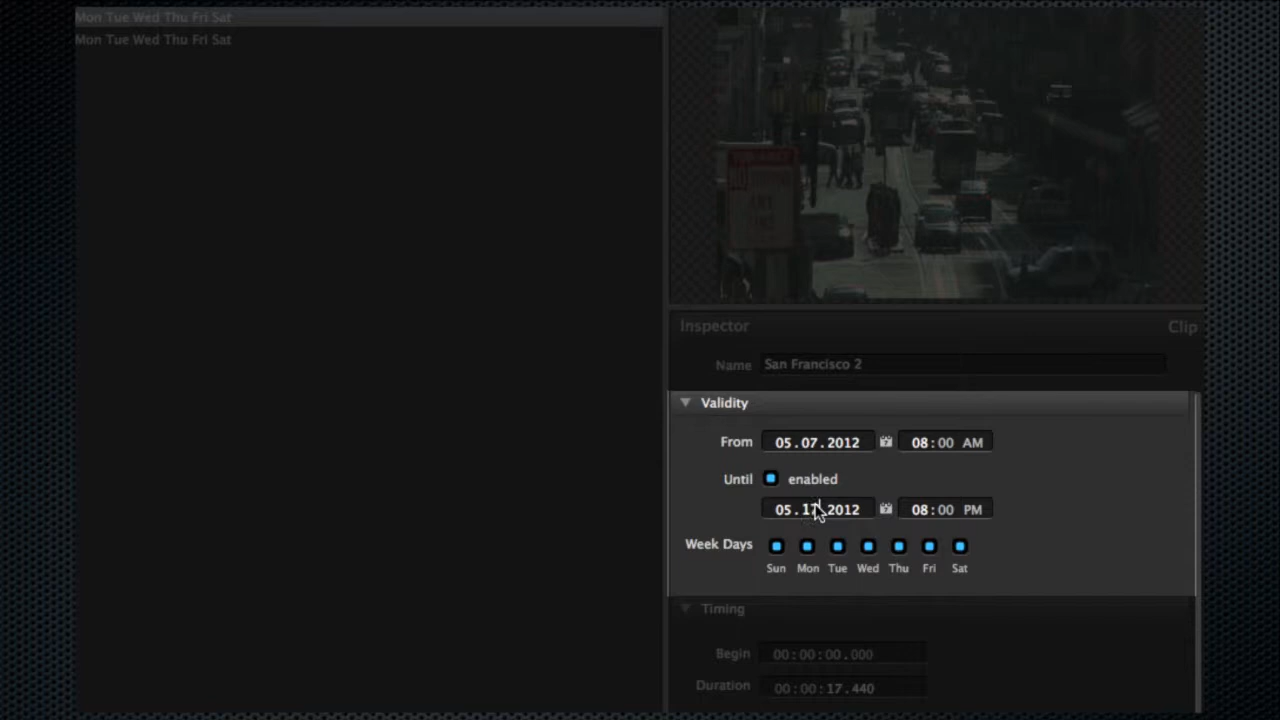 Mon Tue Wed Thu Fri Sat
Mon Tue Wed Thu Fri Sat
Inspector Clip
Name San Francisco 2
Validity
From 05.07.2012 08:00 AM
Until enabled
05.17.2012 08:00 PM
Week Days
Sun Mon Tue Wed Thu Fri Sat
Timing
Begin 00:00:00.000
Duration 00:00:17.440